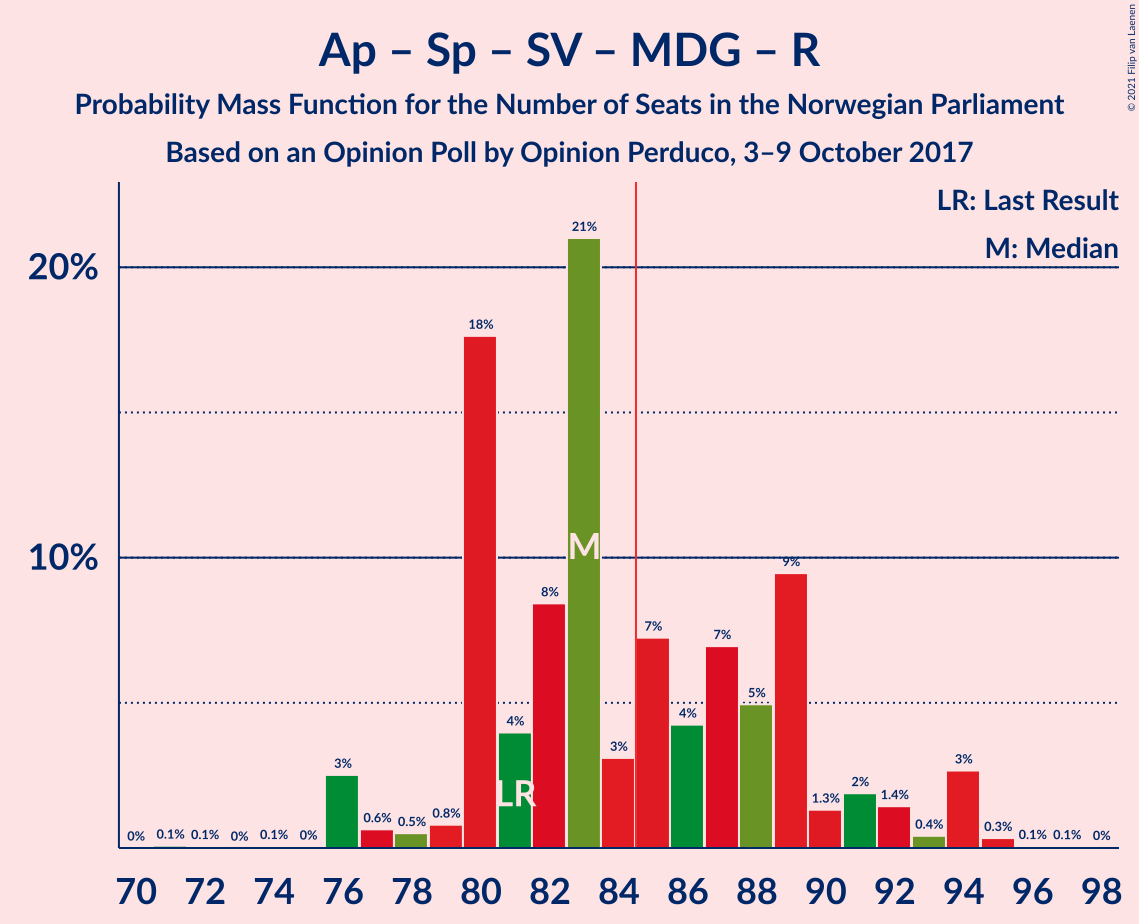 Ap – Sp – SV – MDG – R
Probability Mass Function for the Number of Seats in the Norwegian Parliament
Based on an Opinion Poll by Opinion Perduco, 3–9 October 2017
© 2021 Filip van Laenen
LR: Last Result
M: Median
20%
10%
0% 0.1% 0.1% 0% 0.1% 0% 3% 0.6% 0.5% 0.8% 18% 4% 8% 21% 3% 7% 4% 7% 5% 9% 1.3% 2% 1.4% 0.4% 3% 0.3% 0.1% 0.1% 0%
M
LR
70 72 74 76 78 80 82 84 86 88 90 92 94 96 98